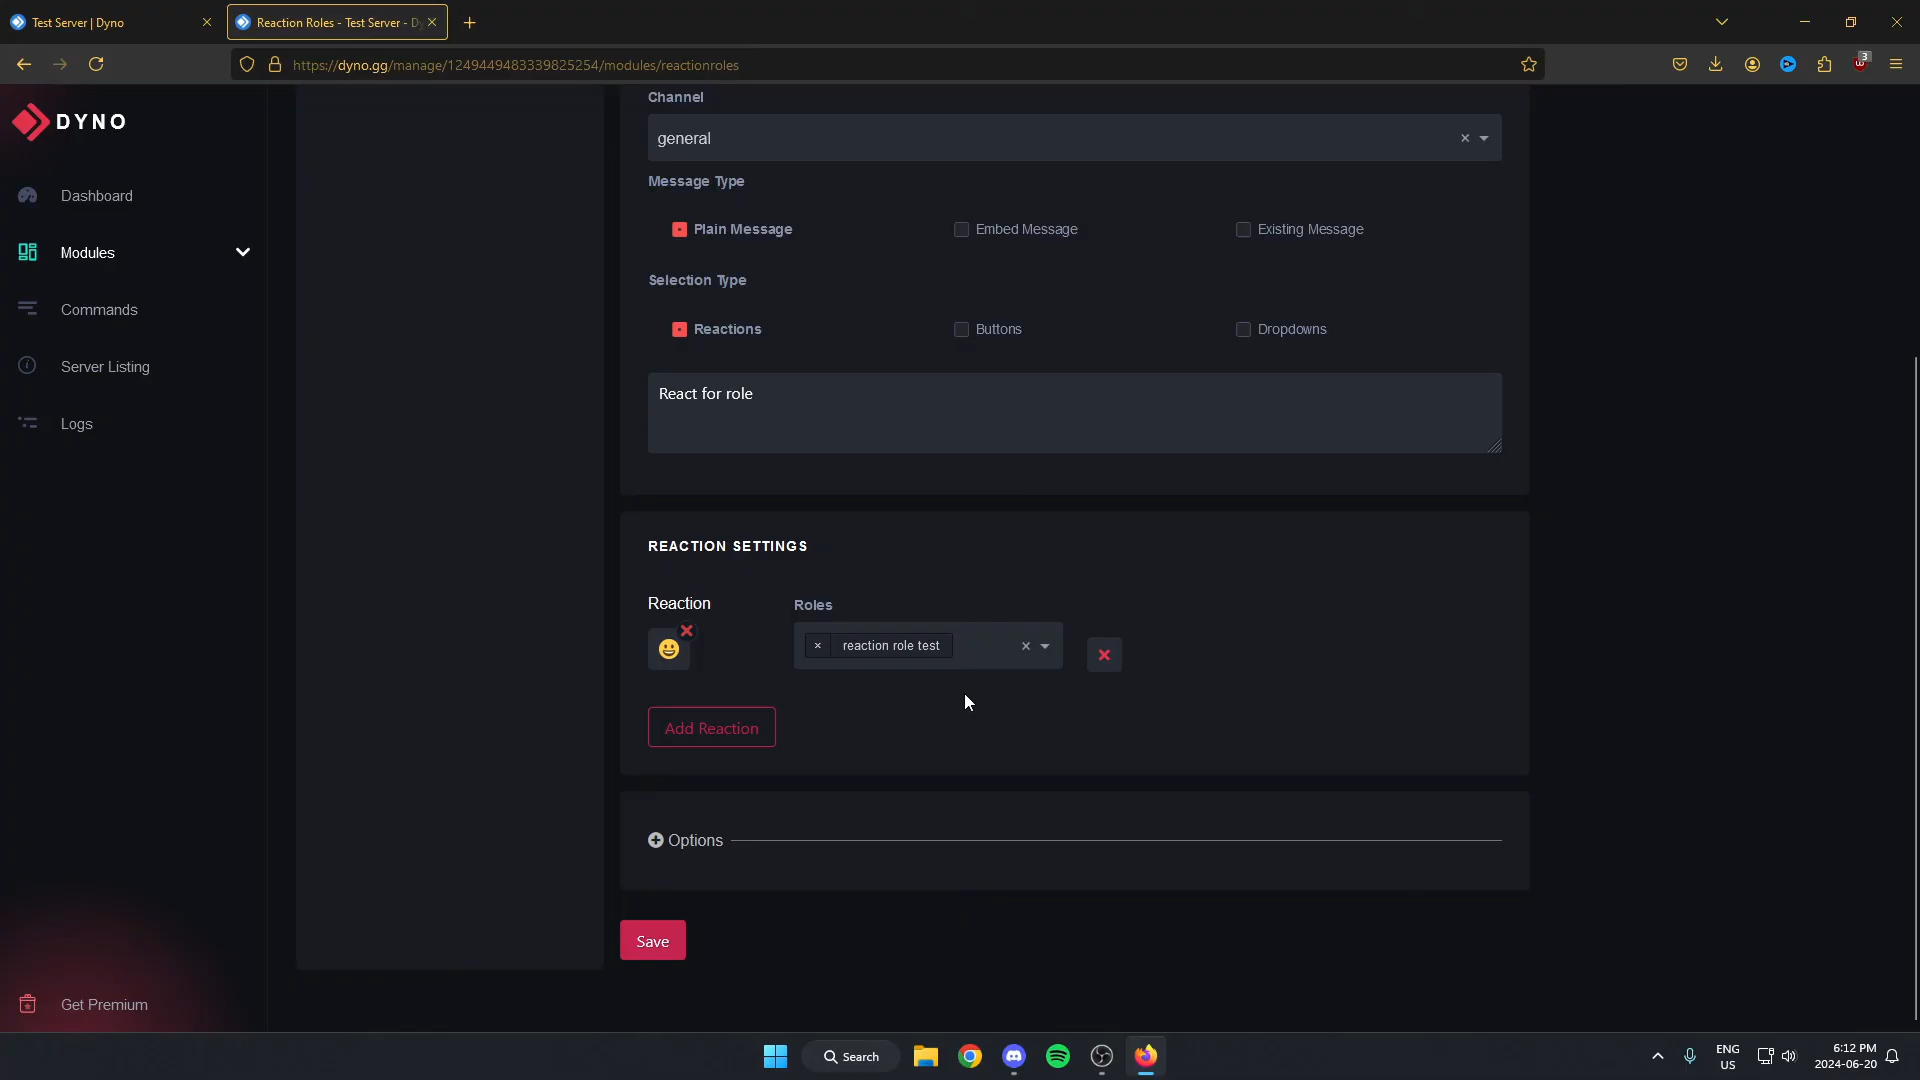 Test Server | Dyno
Reaction Roles - Test Server - Dy
https://dyno.gg/manage/1249449483339825254/modules/reactionroles
3
DYNO
Dashboard
Modules
Commands
Server Listing
Logs
Get Premium
Channel
general
Message Type
Plain Message
Embed Message
Existing Message
Selection Type
Reactions
Buttons
Dropdowns
React for role
REACTION SETTINGS
Reaction
Roles
reaction role test
Add Reaction
Options
Save
Search
ENG
US
6:12 PM
2024-06-20